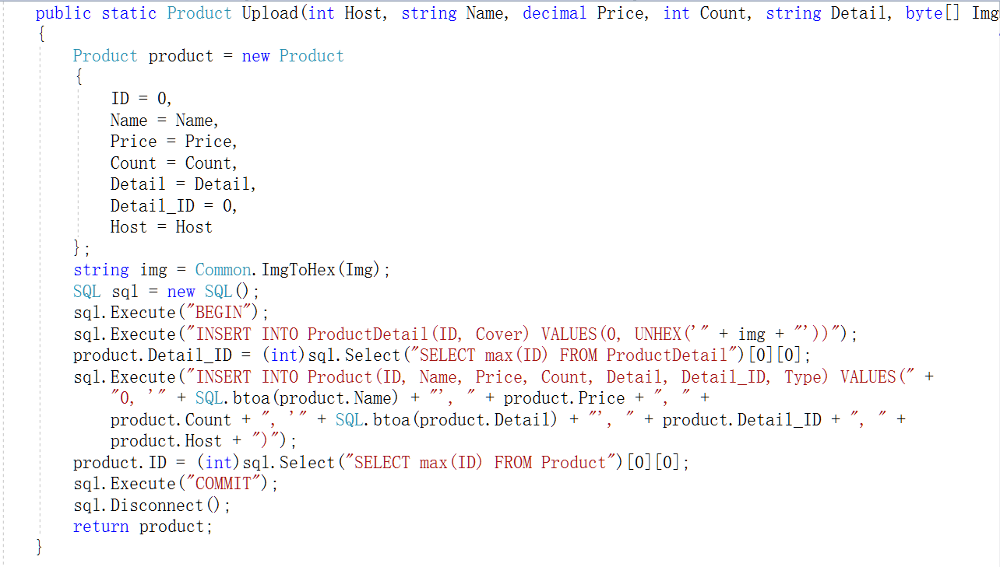 public static Product Upload(int Host, string Name, decimal Price, int Count, string Detail, byte[] Img
{
Product product = new Product
{
ID = 0,
Name = Name,
Price = Price,
Count = Count,
Detail = Detail,
Detail_ID = 0,
Host = Host
};
string img = Common.ImgToHex(Img);
SQL sql = new SQL();
sql.Execute("BEGIN");
sql.Execute("INSERT INTO ProductDetail(ID, Cover) VALUES(0, UNHEX('" + img + "'))");
product.Detail_ID = (int)sql.Select("SELECT max(ID) FROM ProductDetail")[0][0];
sql.Execute("INSERT INTO Product(ID, Name, Price, Count, Detail, Detail_ID, Type) VALUES(" +
"0, '" + SQL.btoa(product.Name) + "', " + product.Price + ", " +
product.Count + ", '" + SQL.btoa(product.Detail) + "', " + product.Detail_ID + ", " +
product.Host + ")");
product.ID = (int)sql.Select("SELECT max(ID) FROM Product")[0][0];
sql.Execute("COMMIT");
sql.Disconnect();
return product;
}